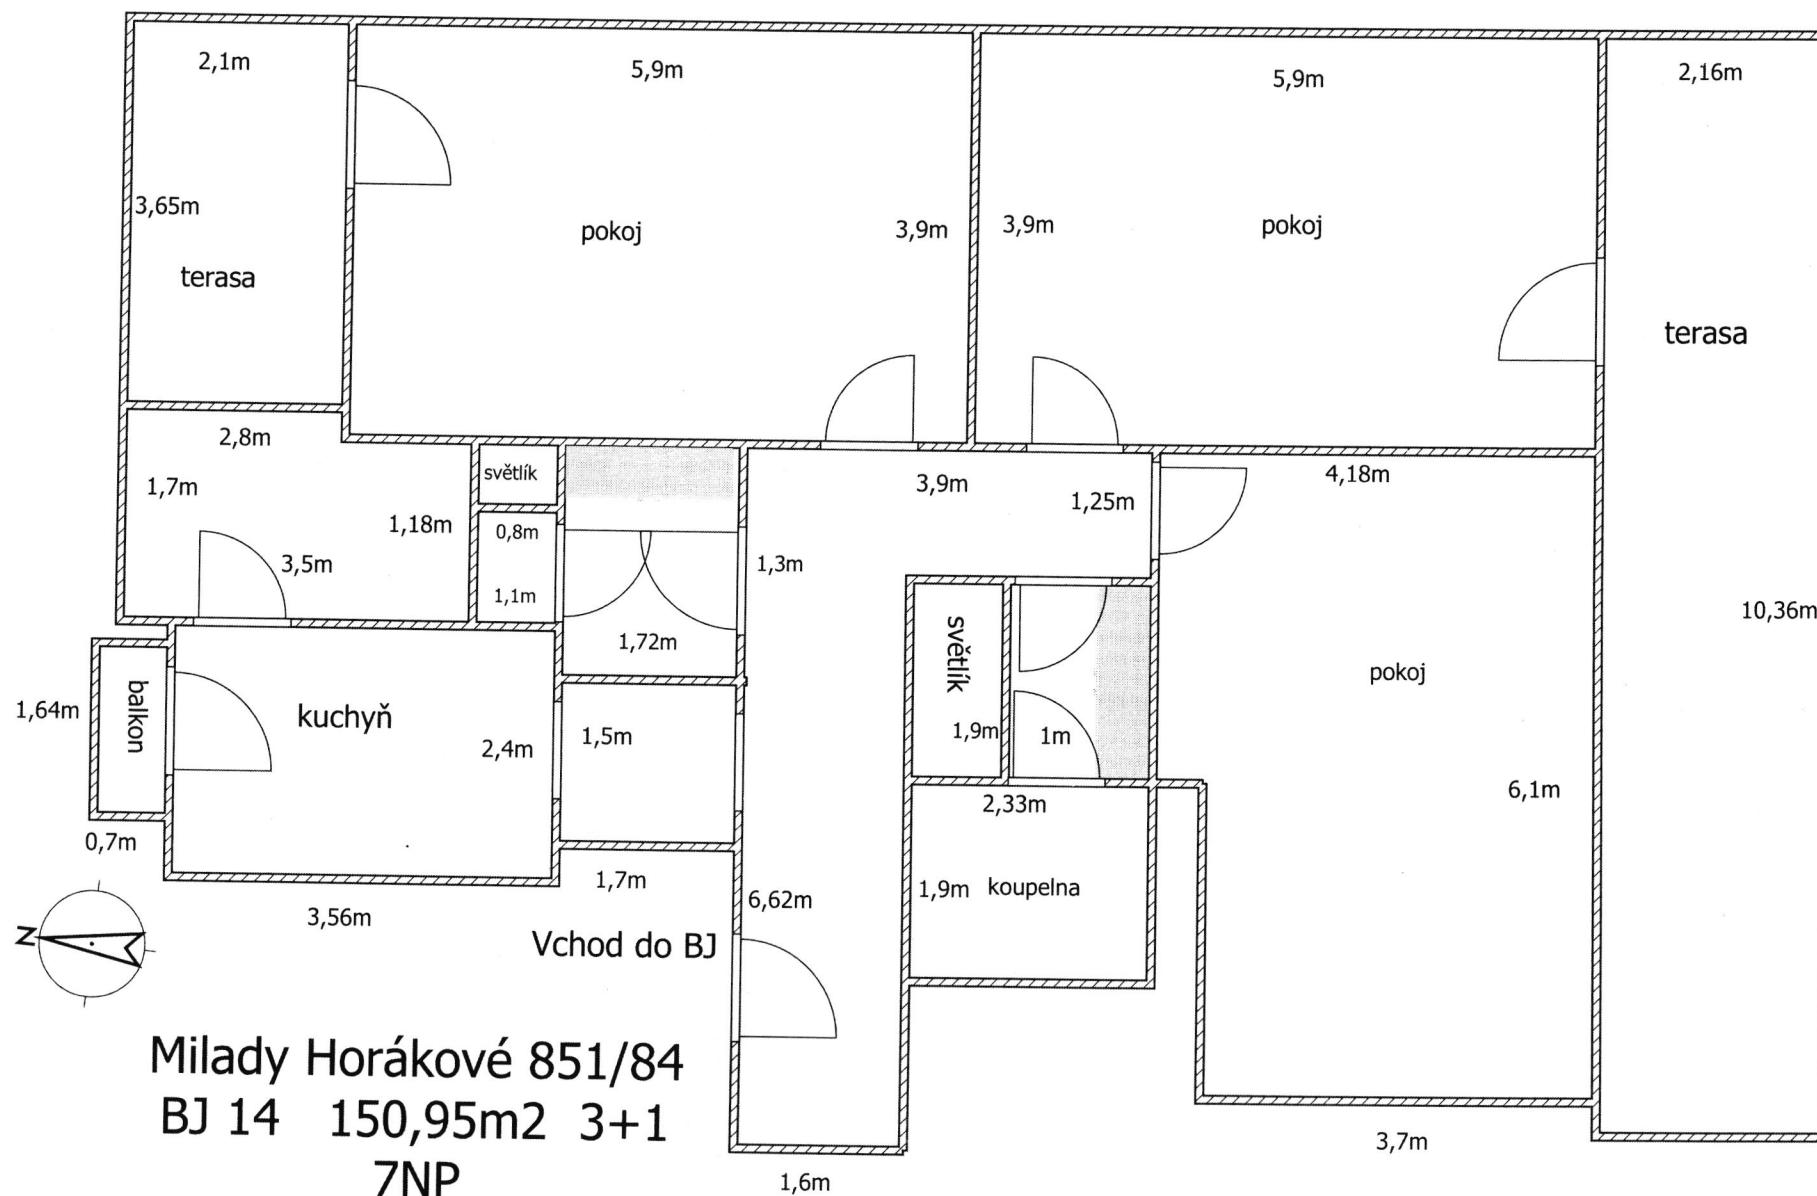 2,1m
5,9m
5,9m
2,16m
3,65m
pokoj
3,9m
3,9m
pokoj
terasa
terasa
2,8m
1,7m
světlík
3,9m
1,25m
4,18m
1,18m
0,8m
3,5m
1,3m
1,1m
1,72m
světlík
10,36m
pokoj
1,64m
balkon
kuchyň
2,4m
1,5m
1,9m
1m
6,1m
2,33m
0,7m
1,7m
1,9m
koupelna
6,62m
3,56m
N
Vchod do BJ
Milady Horákové 851/84
BJ 14 150,95m2 3+1
7NP
3,7m
1,6m